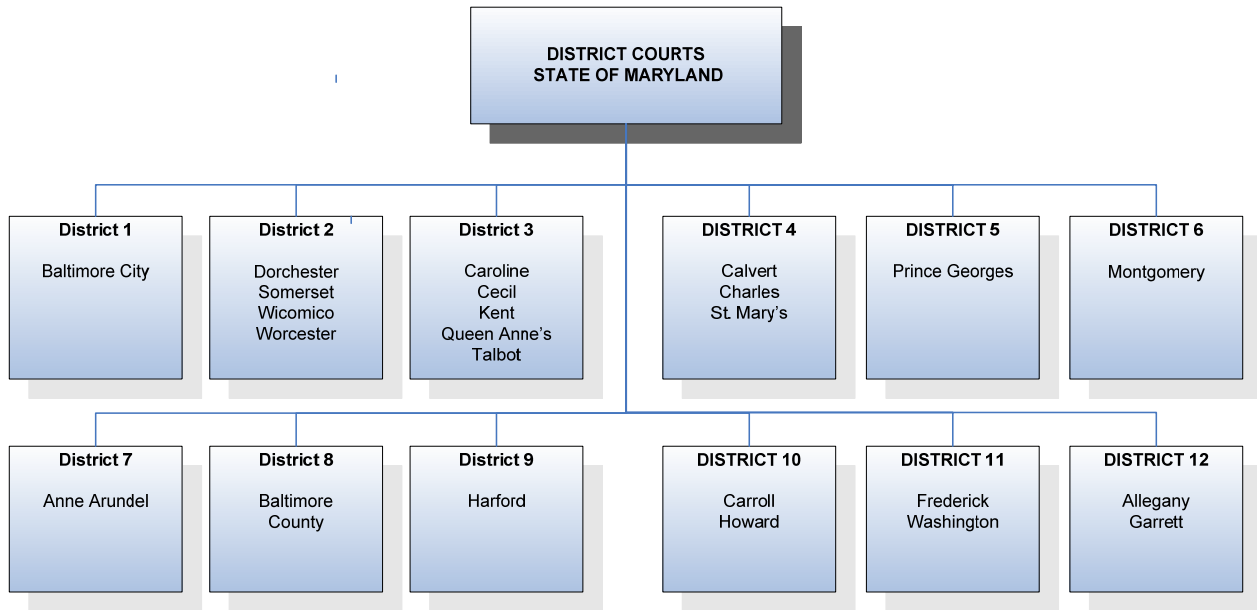 DISTRICT COURTS
STATE OF MARYLAND
District 1
Baltimore City
District 2
Dorchester
Somerset
Wicomico
Worcester
District 3
Caroline
Cecil
Kent
Queen Anne's
Talbot
DISTRICT 4
Calvert
Charles
St. Mary's
DISTRICT 5
Prince Georges
DISTRICT 6
Montgomery
District 7
Anne Arundel
District 8
Baltimore
County
District 9
Harford
DISTRICT 10
Carroll
Howard
DISTRICT 11
Frederick
Washington
DISTRICT 12
Allegany
Garrett